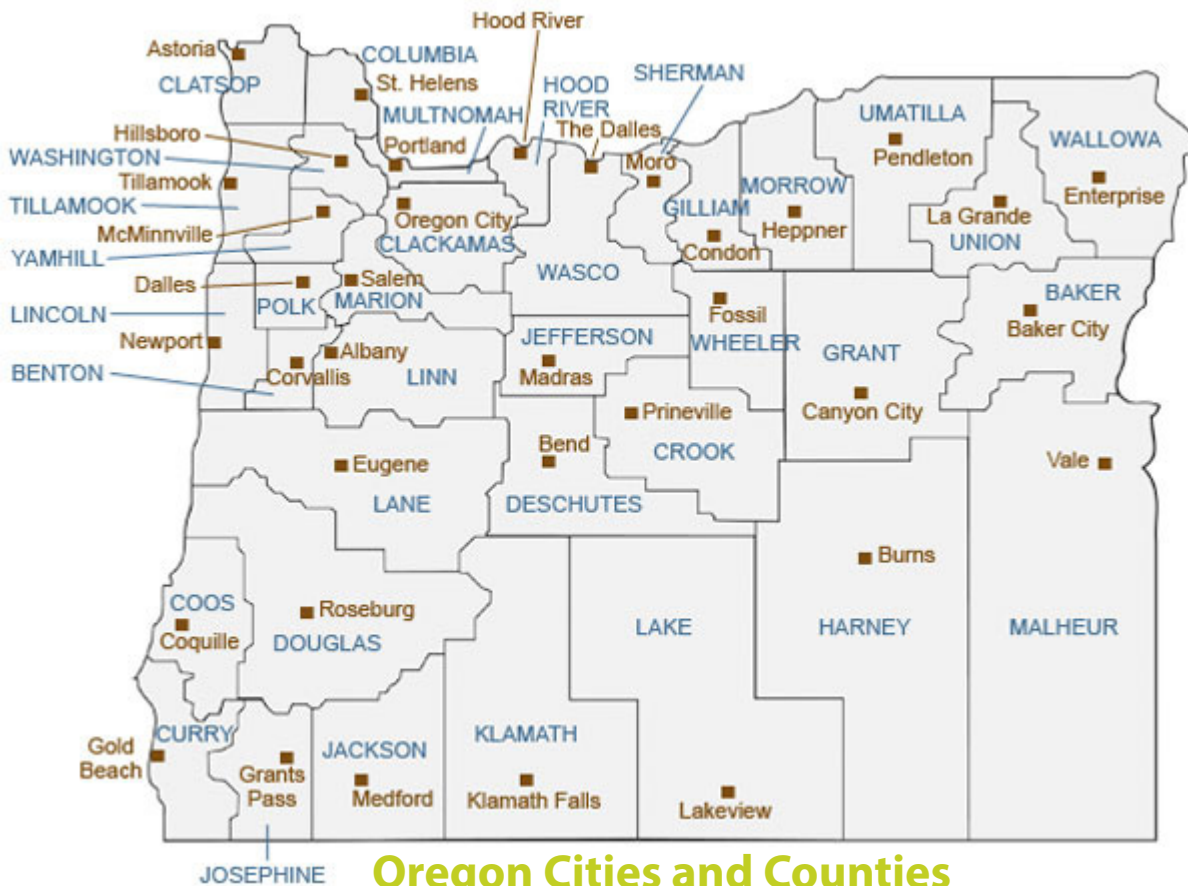 Hood River
Astoria
COLUMBIA
CLATSOP
St. Helens
HOOD
RIVER
SHERMAN
MULTNOMAH
UMATILLA
Hillsboro
Portland
The Dalles
WALLOWA
WASHINGTON
Moro
Pendleton
Tillamook
MORROW
Enterprise
TILLAMOOK
Oregon City
GILLIAM
Heppner
La Grande
McMinnville
CLACKAMAS
Condon
UNION
YAMHILL
WASCO
Dalles
Salem
BAKER
POLK
MARION
Fossil
Baker City
LINCOLN
JEFFERSON
WHEELER
GRANT
Newport
Albany
Corvallis
LINN
Madras
BENTON
Prineville
Canyon City
Bend
CROOK
Eugene
Vale
LANE
DESCHUTES
Burns
COOS
Roseburg
Coquille
DOUGLAS
LAKE
HARNEY
MALHEUR
CURRY
KLAMATH
Gold
Beach
JACKSON
Grants
Pass
Medford
Klamath Falls
Lakeview
JOSEPHINE
Oregon Cities and Counties